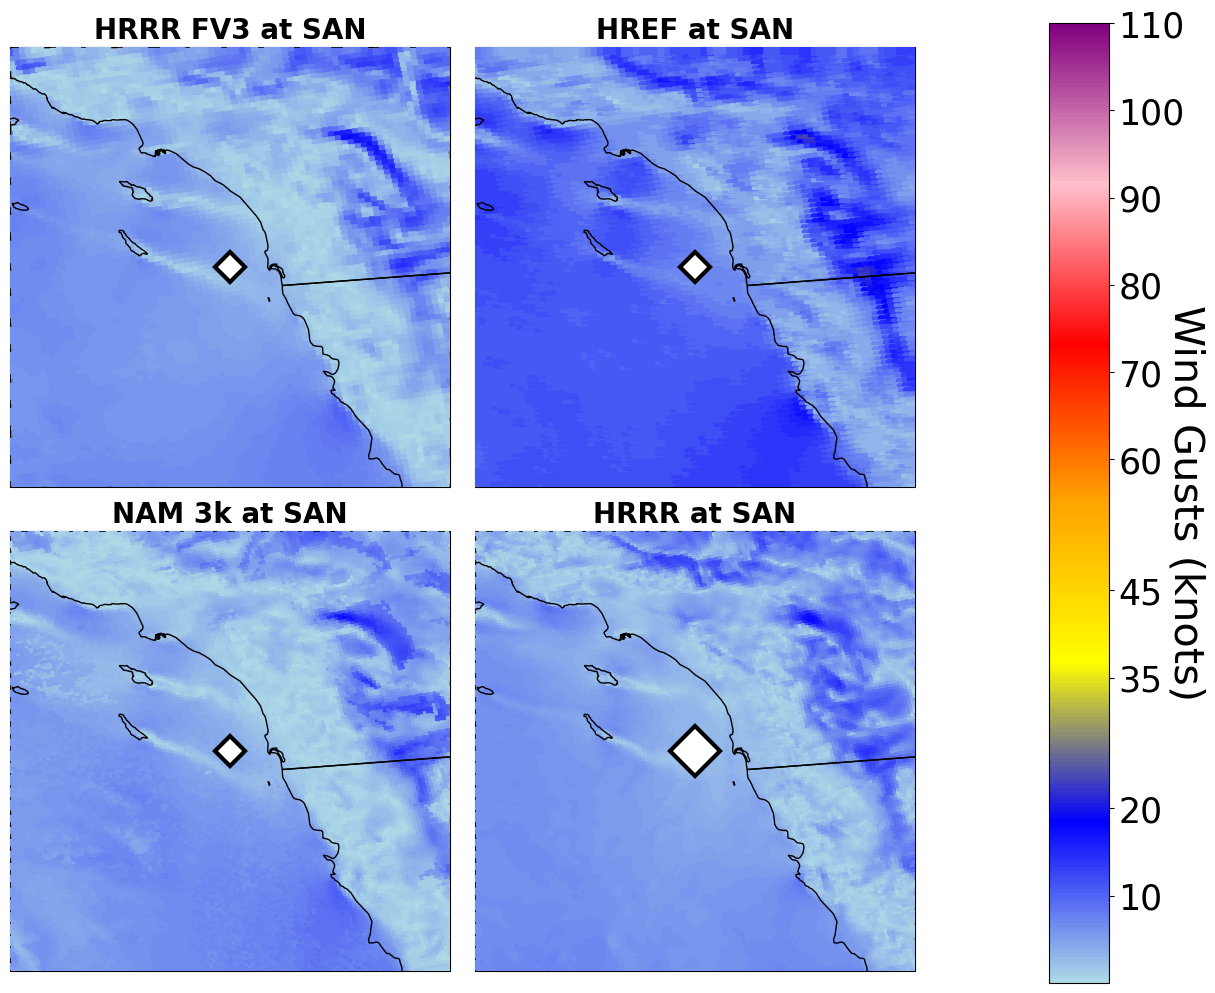 HRRR FV3 at SAN
HREF at SAN
NAM 3k at SAN
HRRR at SAN
110
100
90
80
70
60
45
35
20
10
Wind Gusts (knots)